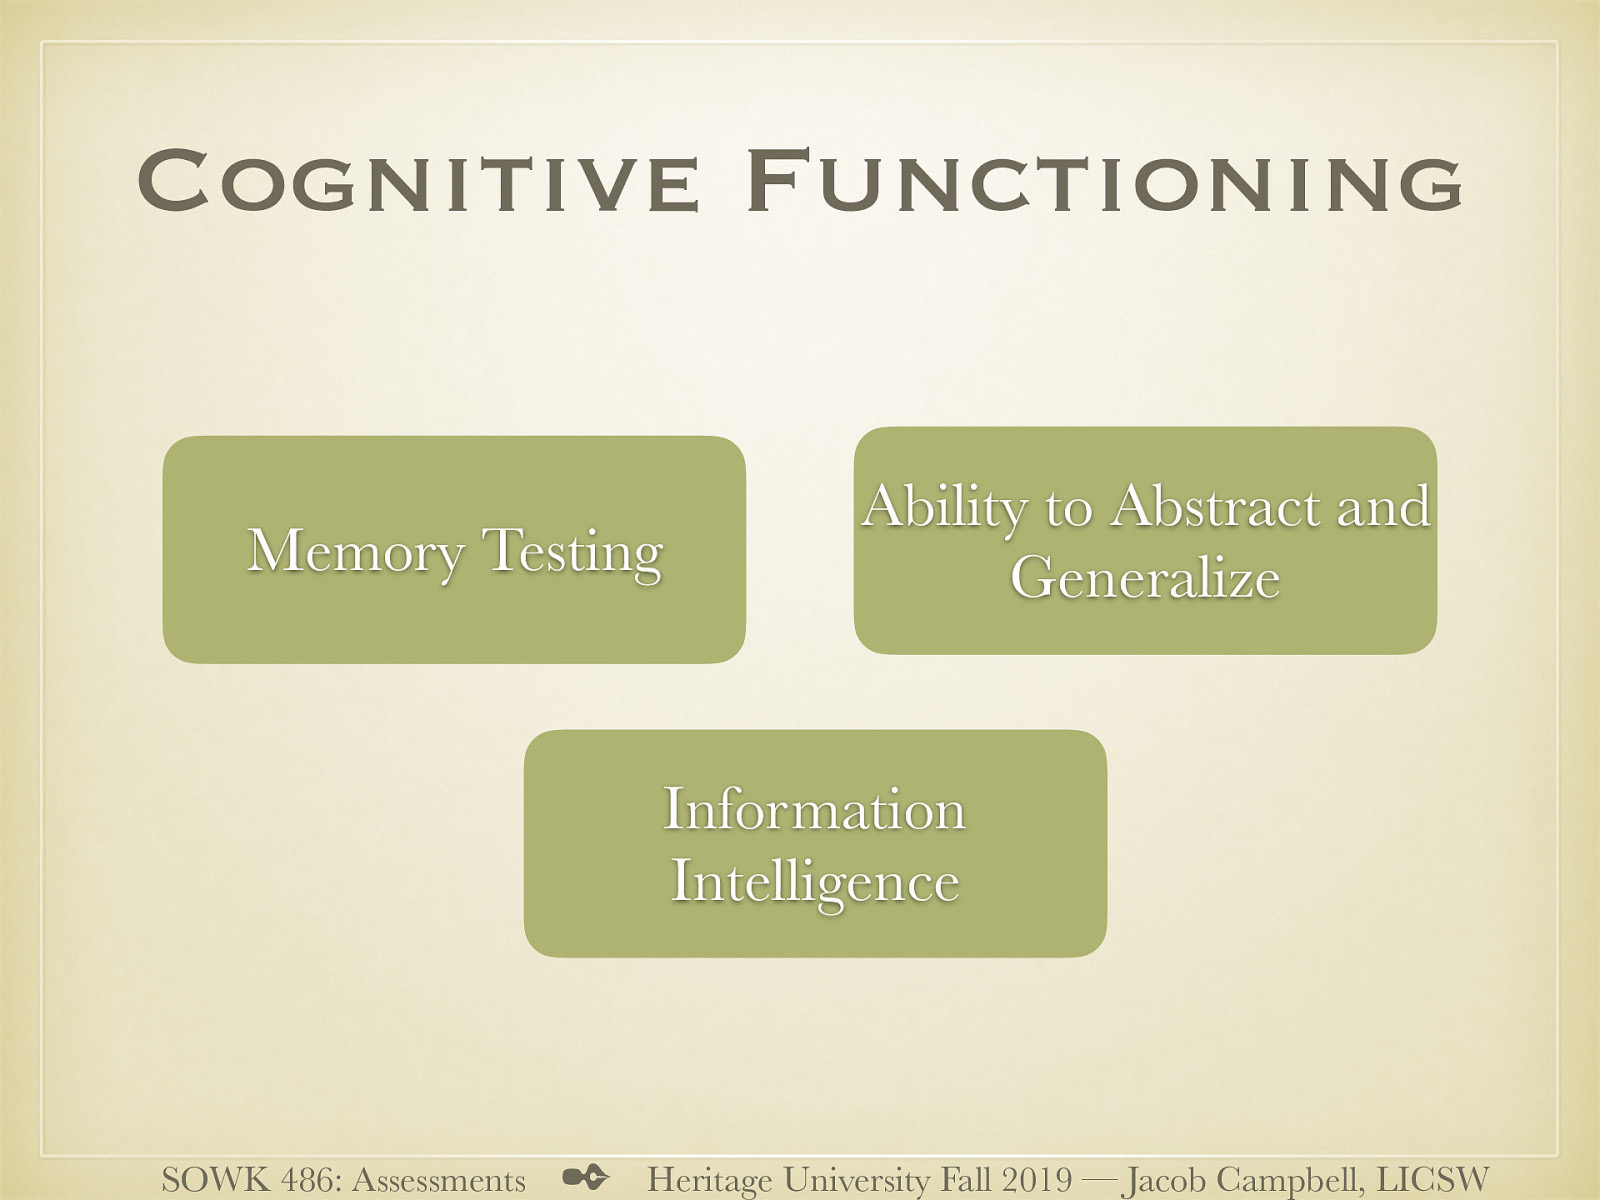 Cognitive Functioning
Memory Testing
Ability to Abstract and
Generalize
Information
Intelligence
SOWK 486: Assessments ✒ Heritage University Fall 2019 — Jacob Campbell, LICSW